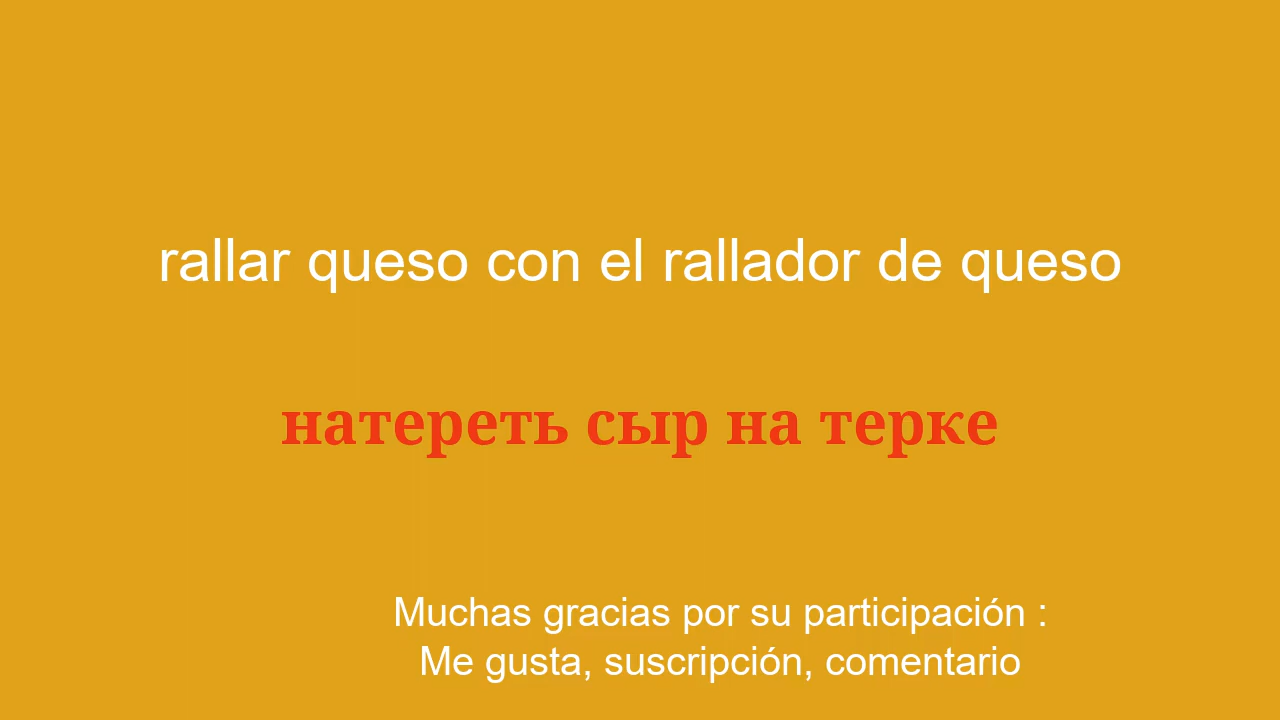 rallar queso con el rallador de queso
натереть сыр на терке
Muchas gracias por su participación :
Me gusta, suscripción, comentario